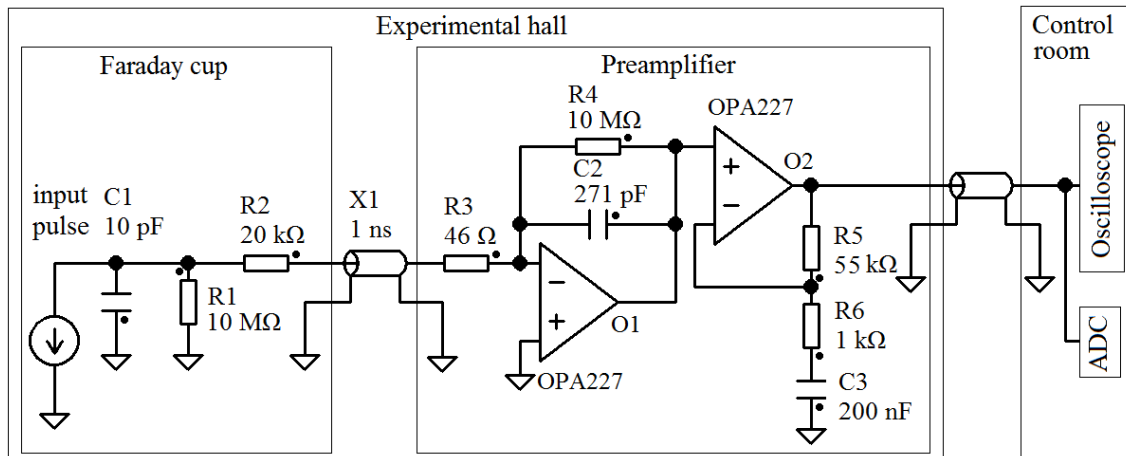 Experimental hall
Control
room
Faraday cup
Preamplifier
R4
10 MΩ
OPA227
C2
271 pF
+
−
O2
input
pulse
C1
10 pF
R2
20 kΩ
X1
1 ns
R3
46 Ω
R1
10 MΩ
−
+
O1
OPA227
R5
55 kΩ
R6
1 kΩ
C3
200 nF
Oscilloscope
ADC